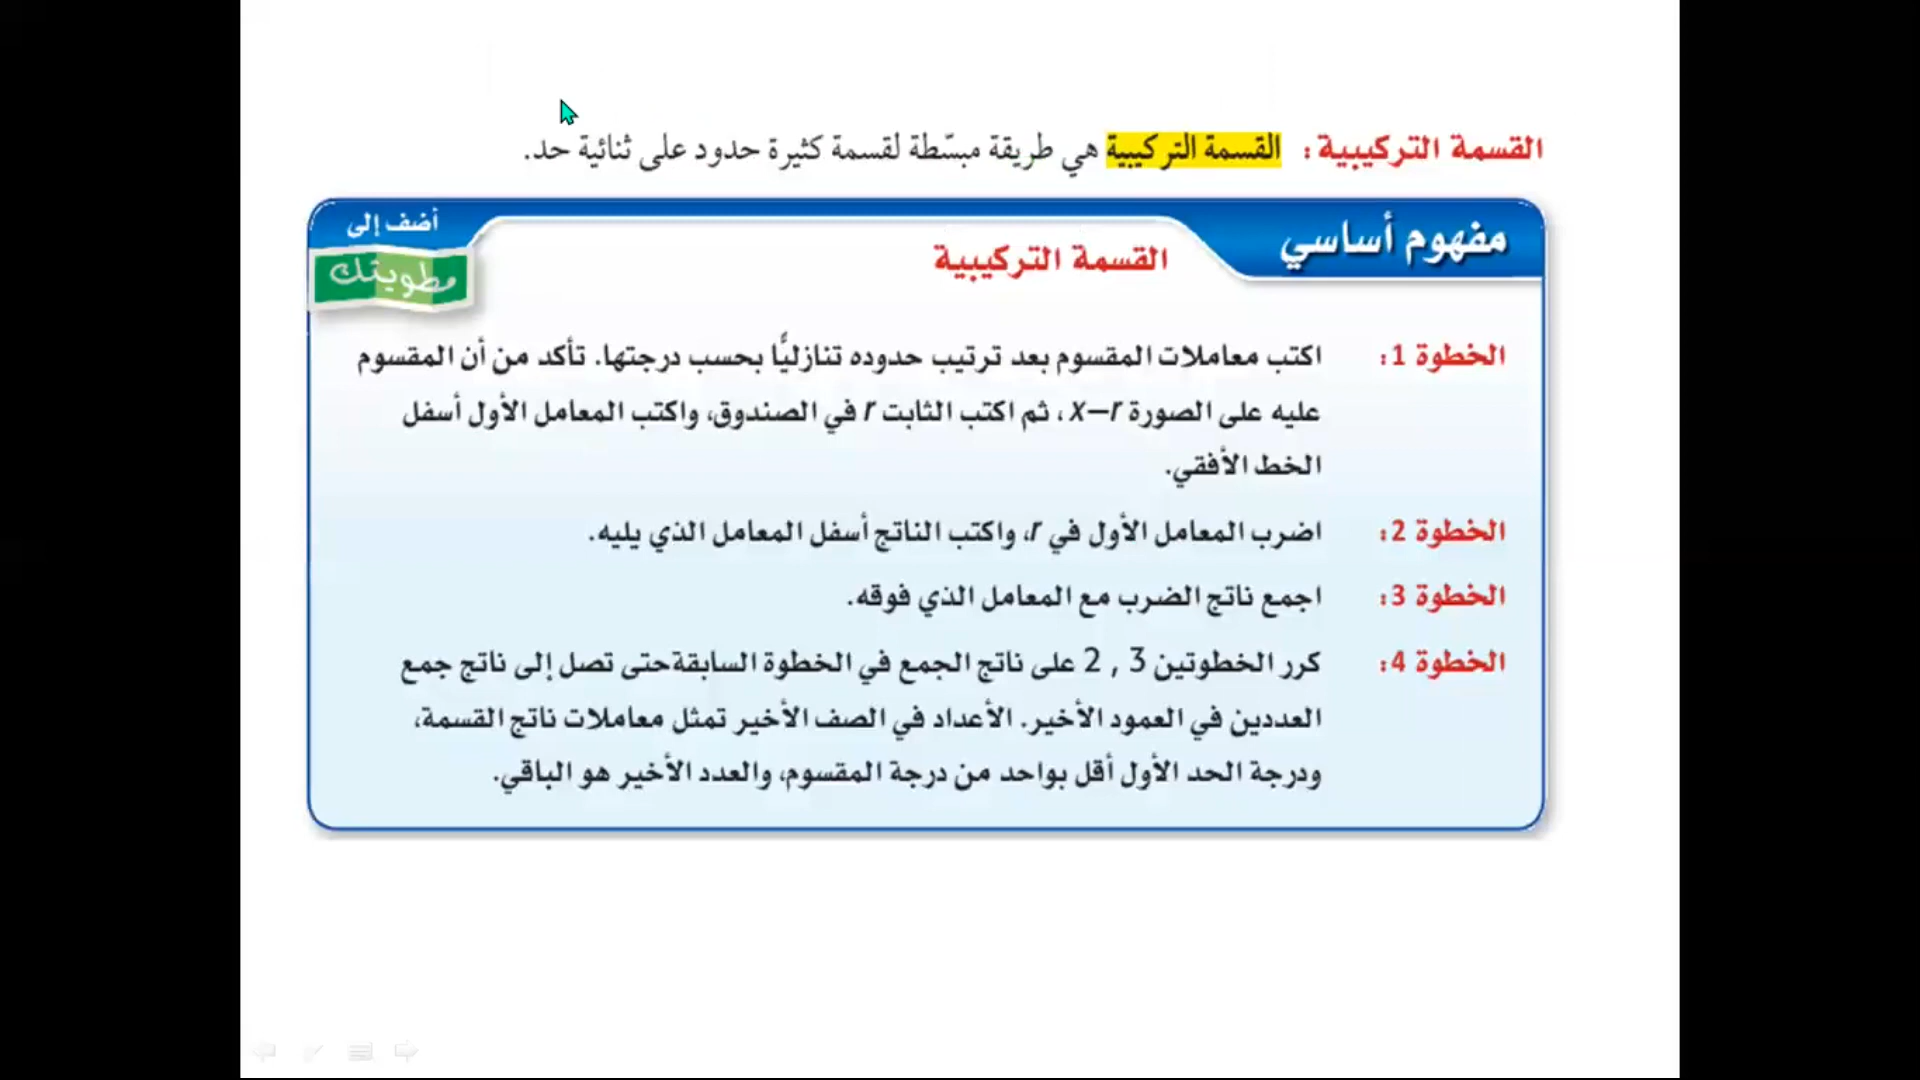 القسمة التركيبية : القسمة التركيبية هي طريقة مبسّطة لقسمة كثيرة حدود على ثنائية حد.
مفهوم أساسي
أضف إلى
مطويتك
القسمة التركيبية
الخطوة 1: اكتب معاملات المقسوم بعد ترتيب حدوده تنازليًّا بحسب درجتها. تأكد من أن المقسوم
عليه على الصورة x−r ، ثم اكتب الثابت r في الصندوق، واكتب المعامل الأول أسفل
الخط الأفقي.
الخطوة 2: اضرب المعامل الأول في r، واكتب الناتج أسفل المعامل الذي يليه.
الخطوة 3: اجمع ناتج الضرب مع المعامل الذي فوقه.
الخطوة 4: كرر الخطوتين 3 , 2 على ناتج الجمع في الخطوة السابقة حتى تصل إلى ناتج جمع
العددين في العمود الأخير. الأعداد في الصف الأخير تمثل معاملات ناتج القسمة،
ودرجة الحد الأول أقل بواحد من درجة المقسوم، والعدد الأخير هو الباقي.